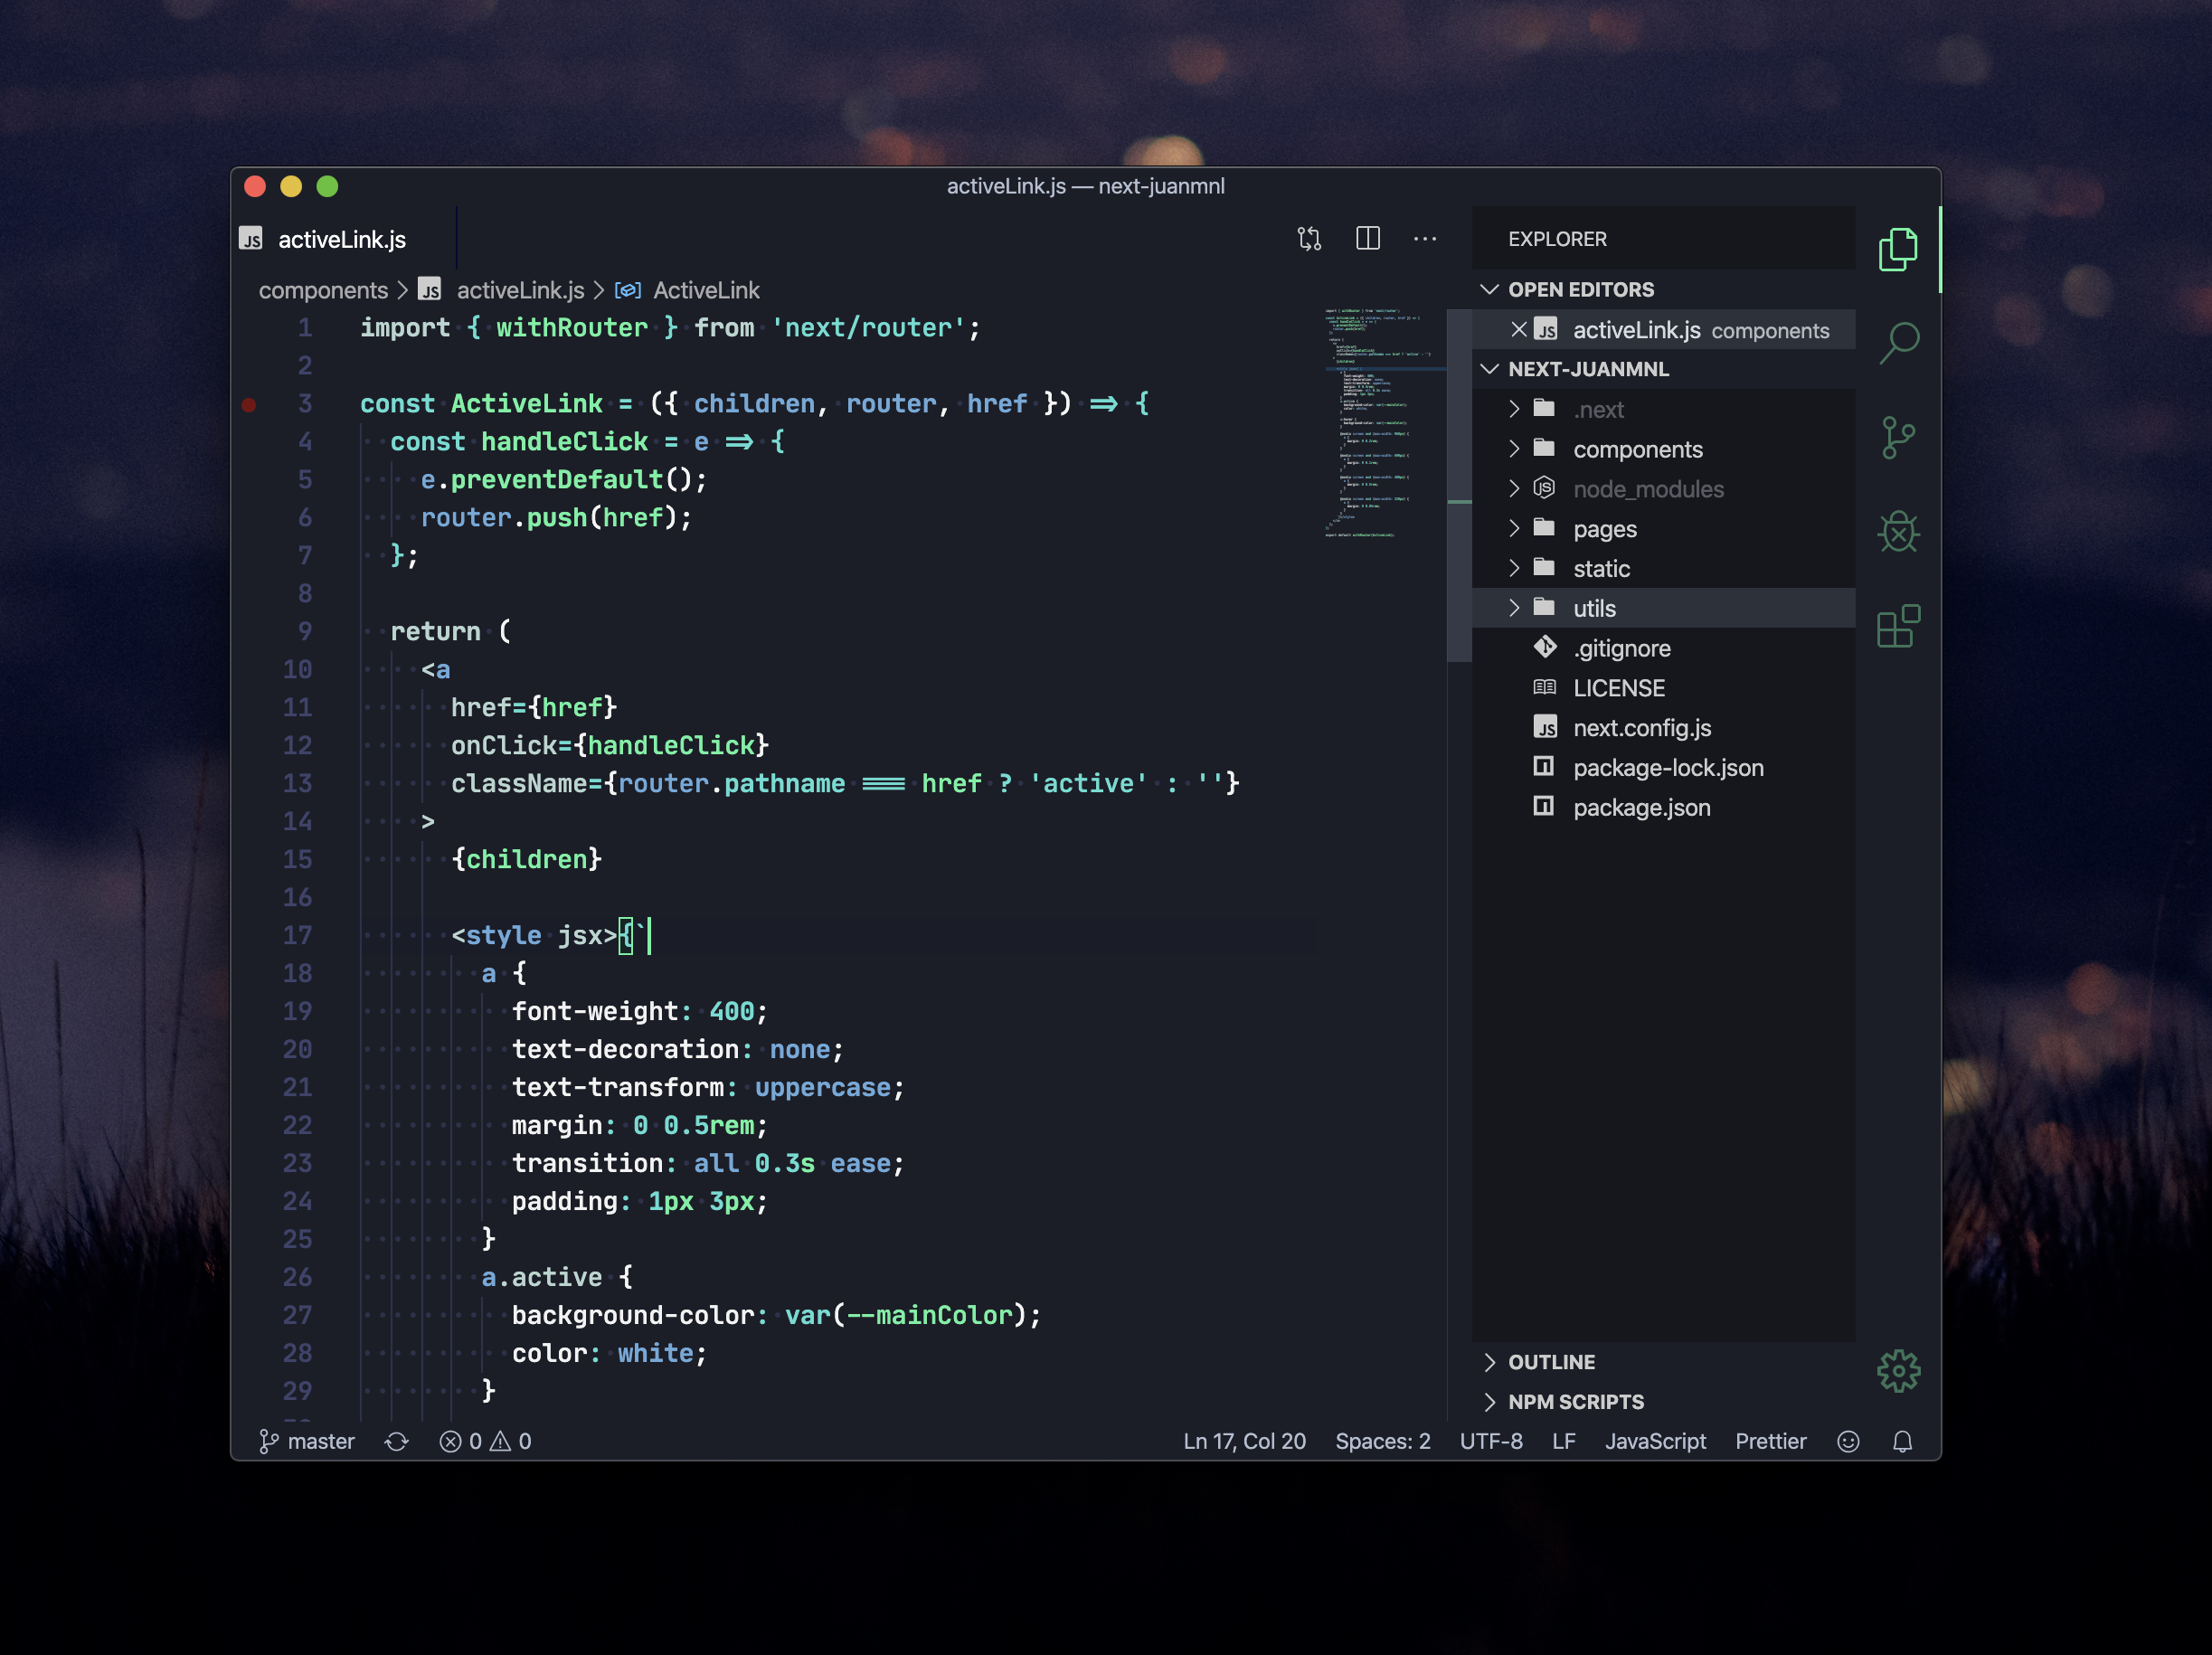 activeLink.js — next-juanmnl
activeLink.js
components > activeLink.js > ActiveLink
1 import { withRouter } from 'next/router';
2
3 const ActiveLink = ({ children, router, href }) => {
4 const handleClick = e => {
5 e.preventDefault();
6 router.push(href);
7 };
8
9 return (
10 <a
11 href={href}
12 onClick={handleClick}
13 className={router.pathname === href ? 'active' : ''}
14 >
15 {children}
16
17 <style jsx>{`
18 a {
19 font-weight: 400;
20 text-decoration: none;
21 text-transform: uppercase;
22 margin: 0 0.5rem;
23 transition: all 0.3s ease;
24 padding: 1px 3px;
25 }
26 a.active {
27 background-color: var(--mainColor);
28 color: white;
29 }
EXPLORER
OPEN EDITORS
activeLink.js components
NEXT-JUANMNL
.next
components
node_modules
pages
static
utils
.gitignore
LICENSE
next.config.js
package-lock.json
package.json
OUTLINE
NPM SCRIPTS
master 0 0 Ln 17, Col 20 Spaces: 2 UTF-8 LF JavaScript Prettier